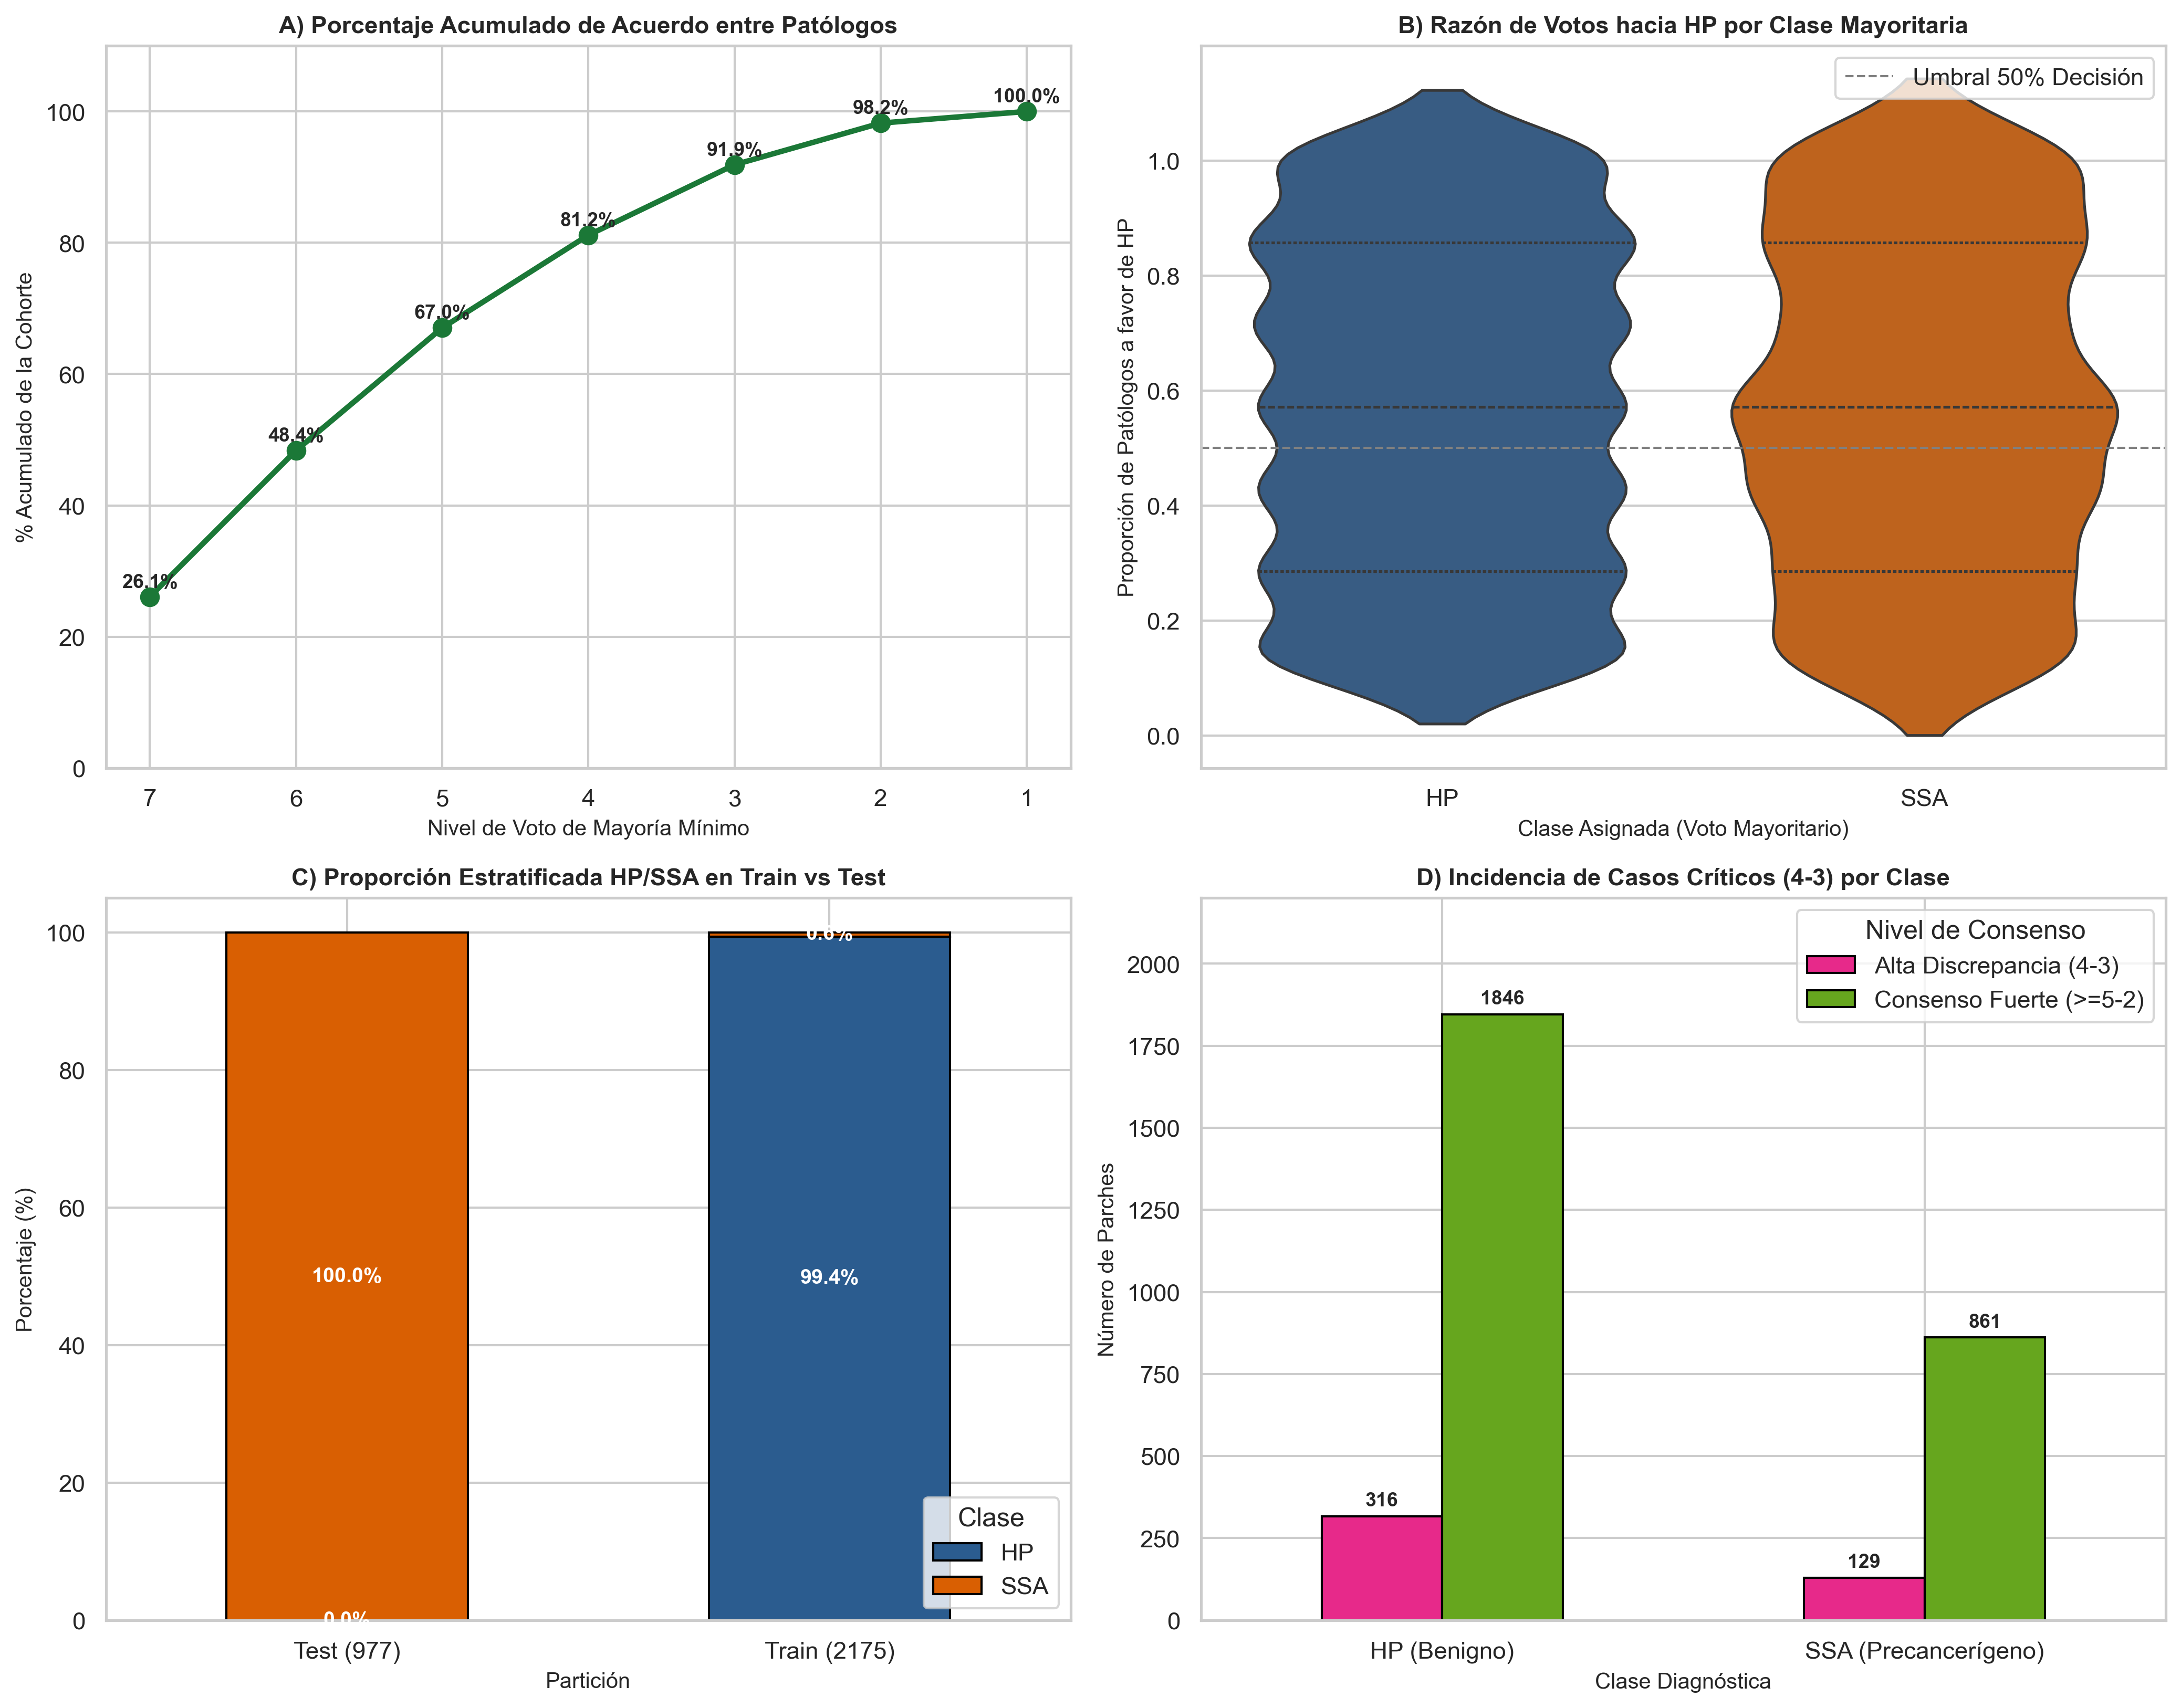 A) Porcentaje Acumulado de Acuerdo entre Patólogos
% Acumulado de la Cohorte
100
80
60
40
20
0
26.1%
48.4%
67.0%
81.2%
91.9%
98.2%
100.0%
7 6 5 4 3 2 1
Nivel de Voto de Mayoría Mínimo
B) Razón de Votos hacia HP por Clase Mayoritaria
Umbral 50% Decisión
Proporción de Patólogos a favor de HP
1.0
0.8
0.6
0.4
0.2
0.0
HP SSA
Clase Asignada (Voto Mayoritario)
C) Proporción Estratificada HP/SSA en Train vs Test
Porcentaje (%)
100
80
60
40
20
0
0.6%
100.0%
99.4%
0.0%
Clase
HP
SSA
Test (977) Train (2175)
Partición
D) Incidencia de Casos Críticos (4-3) por Clase
Nivel de Consenso
Alta Discrepancia (4-3)
Consenso Fuerte (>=5-2)
Número de Parches
2000
1750
1500
1250
1000
750
500
250
0
1846
861
316
129
HP (Benigno) SSA (Precancerígeno)
Clase Diagnóstica